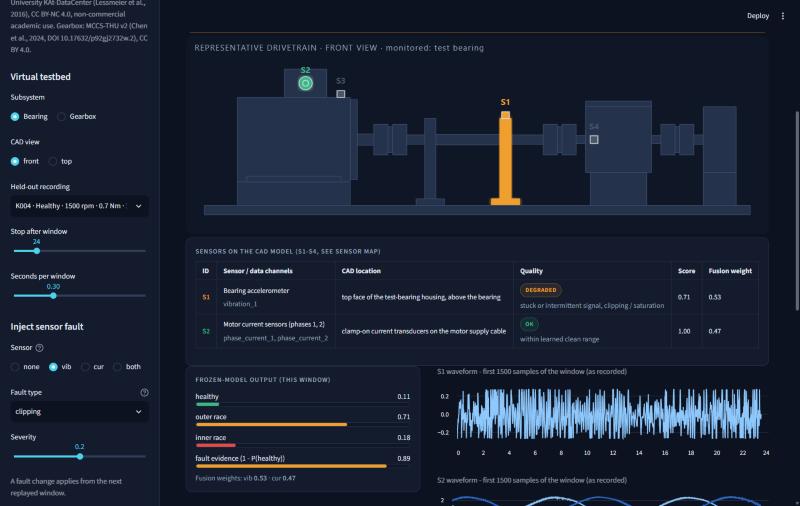 University KAt-DataCenter (Lessmeier et al.,
2016), CC BY-NC 4.0, non-commercial
academic use. Gearbox: MCCS-THU v2 (Chen
et al., 2024, DOI 10.17632/p92gj2732w.2), CC
BY 4.0.
Virtual testbed
Subsystem
Bearing
Gearbox
CAD view
front
top
Held-out recording
K004 · Healthy · 1500 rpm · 0.7 Nm ·
Stop after window
24
Seconds per window
0.30
Inject sensor fault
Sensor
none
vib
cur
both
Fault type
clipping
Severity
0.2
A fault change applies from the next
replayed window.
Deploy
REPRESENTATIVE DRIVETRAIN · FRONT VIEW · monitored: test bearing
S2
S3
S1
S4
SENSORS ON THE CAD MODEL (S1-S4, SEE SENSOR MAP)
ID Sensor / data channels CAD location Quality Score Fusion weight
S1 Bearing accelerometer vibration_1 top face of the test-bearing housing, above the bearing DEGRADED stuck or intermittent signal, clipping / saturation 0.71 0.53
S2 Motor current sensors (phases 1, 2) phase_current_1, phase_current_2 clamp-on current transducers on the motor supply cable OK within learned clean range 1.00 0.47
FROZEN-MODEL OUTPUT (THIS WINDOW)
healthy 0.11
outer race 0.71
inner race 0.18
fault evidence (1 - P(healthy)) 0.89
Fusion weights: vib 0.53 · cur 0.47
S1 waveform - first 1500 samples of the window (as recorded)
0.2
0.0
−0.2
0 2 4 6 8 10 12 14 16 18 20 22 24
S2 waveform - first 1500 samples of the window (as recorded)
2